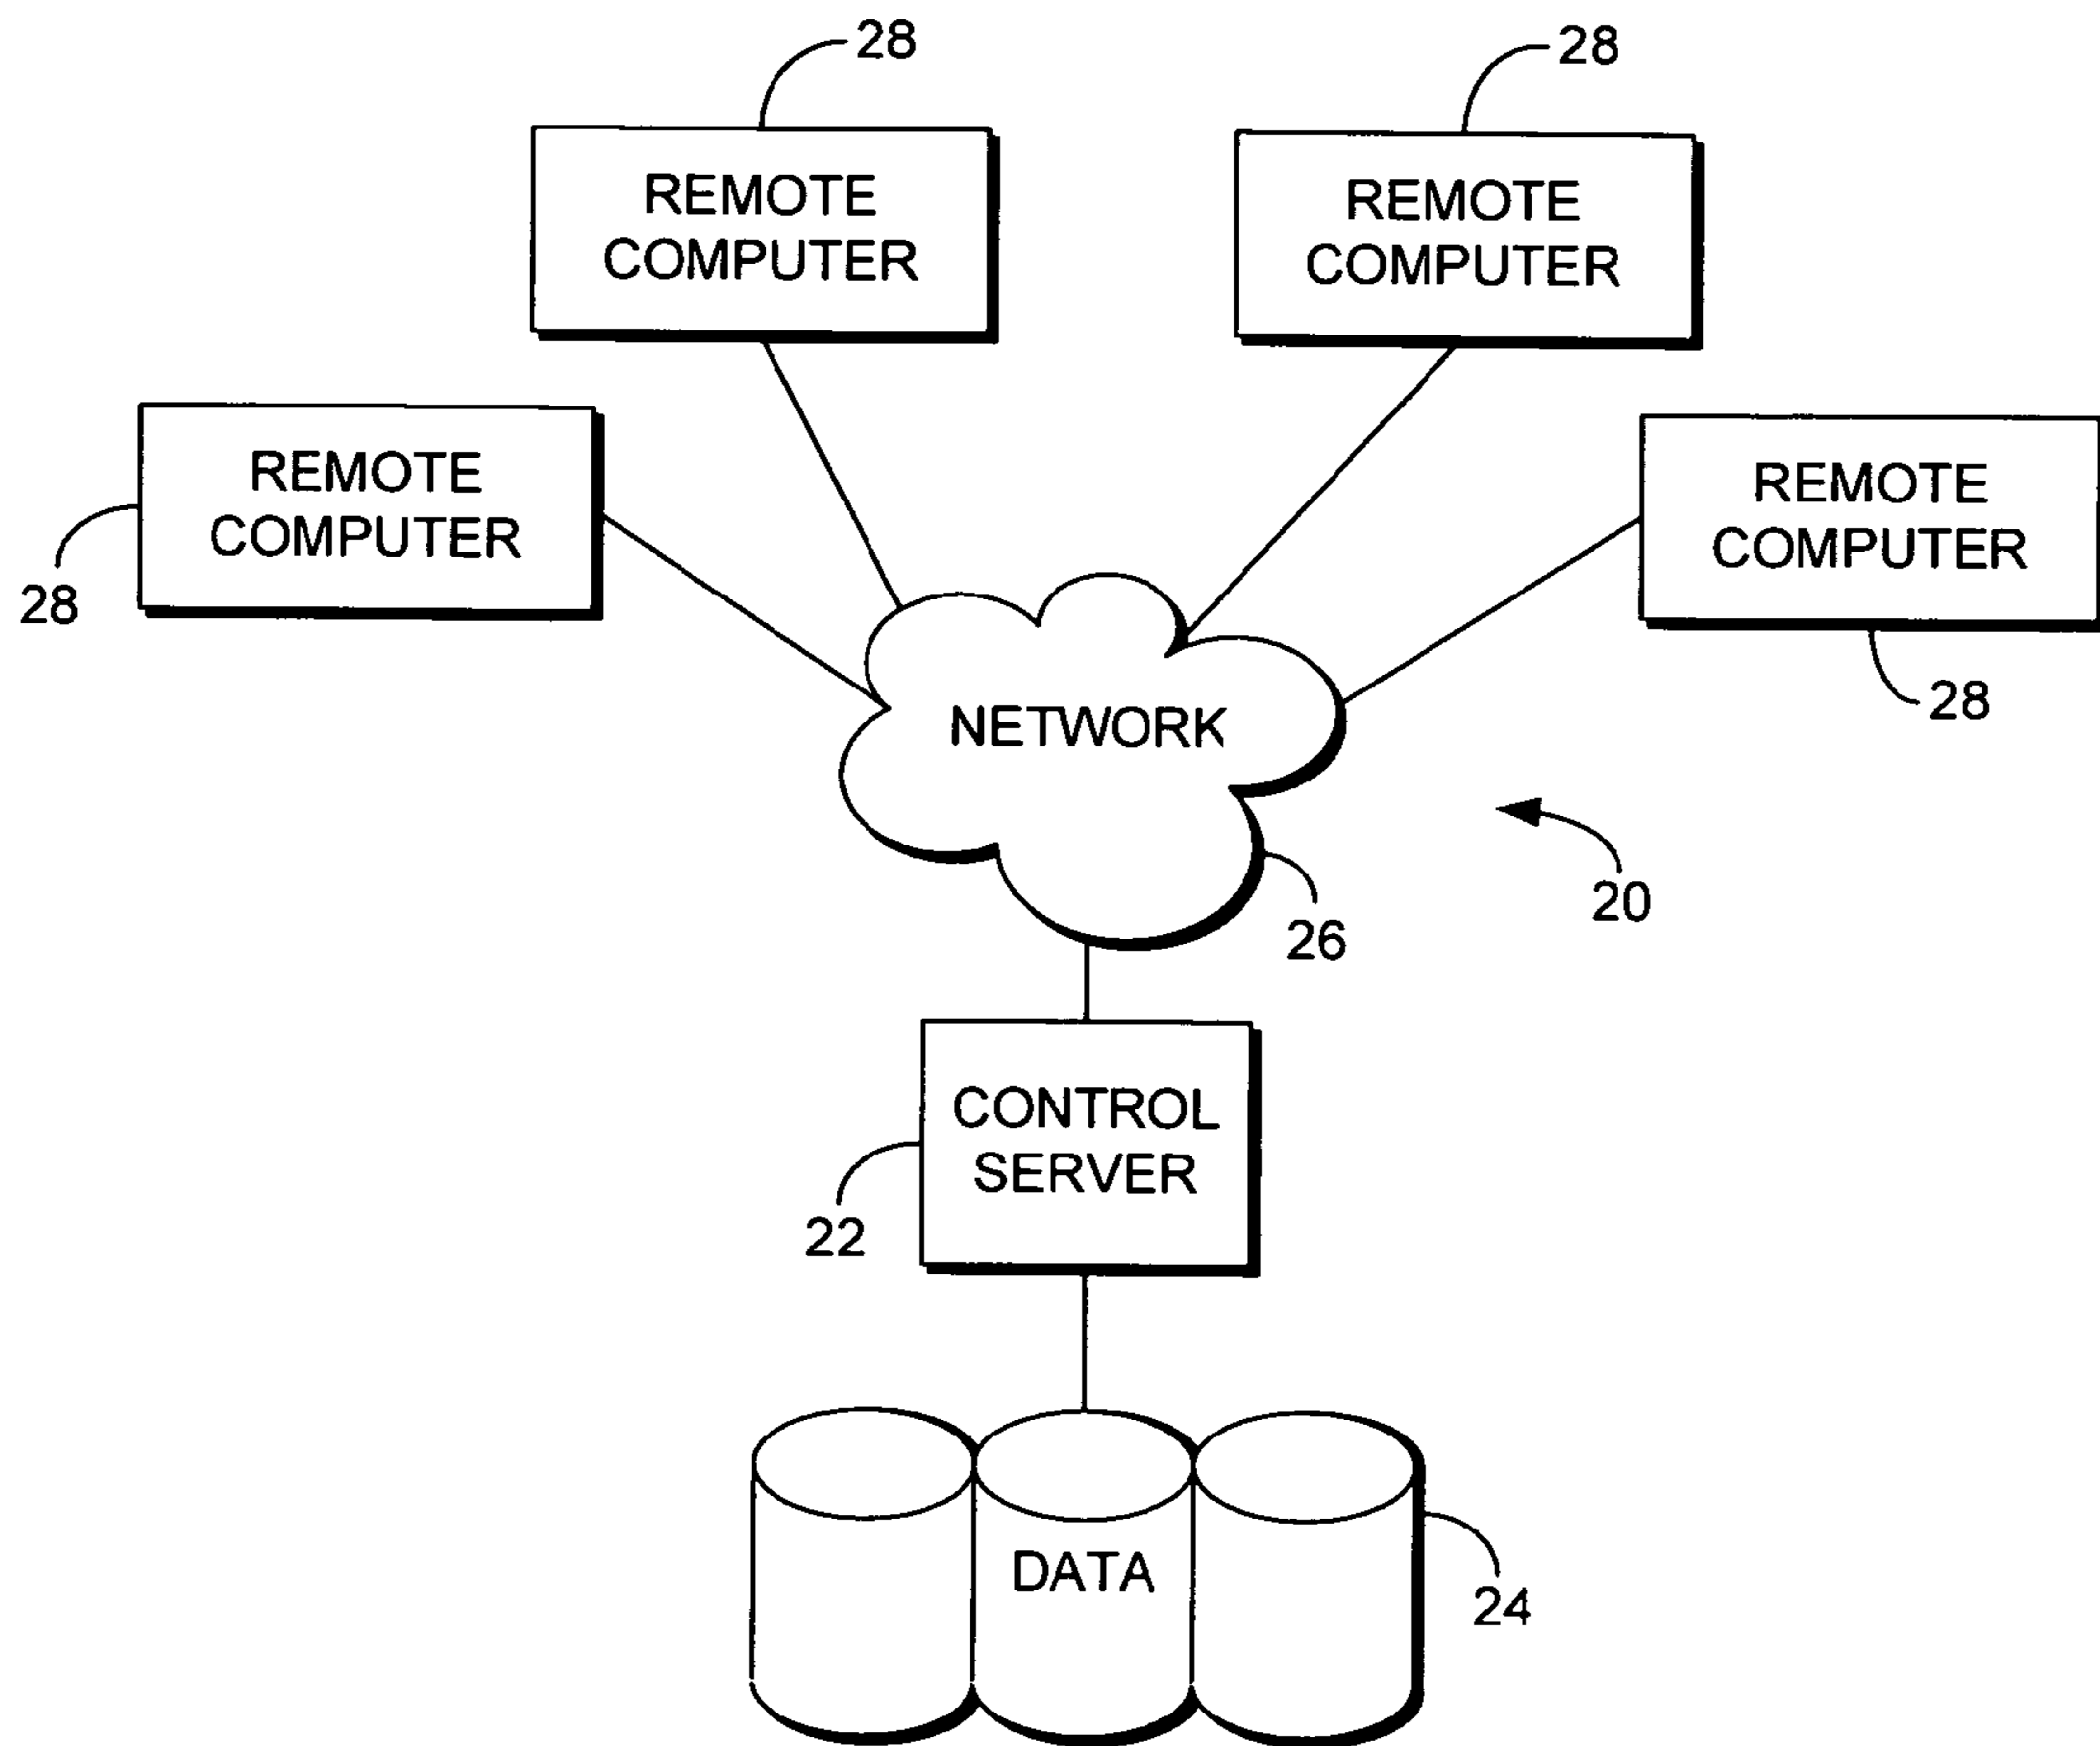 28
28
REMOTE
COMPUTER
REMOTE
COMPUTER
REMOTE
COMPUTER
28
REMOTE
COMPUTER
28
NETWORK
20
26
CONTROL
SERVER
22
DATA
24